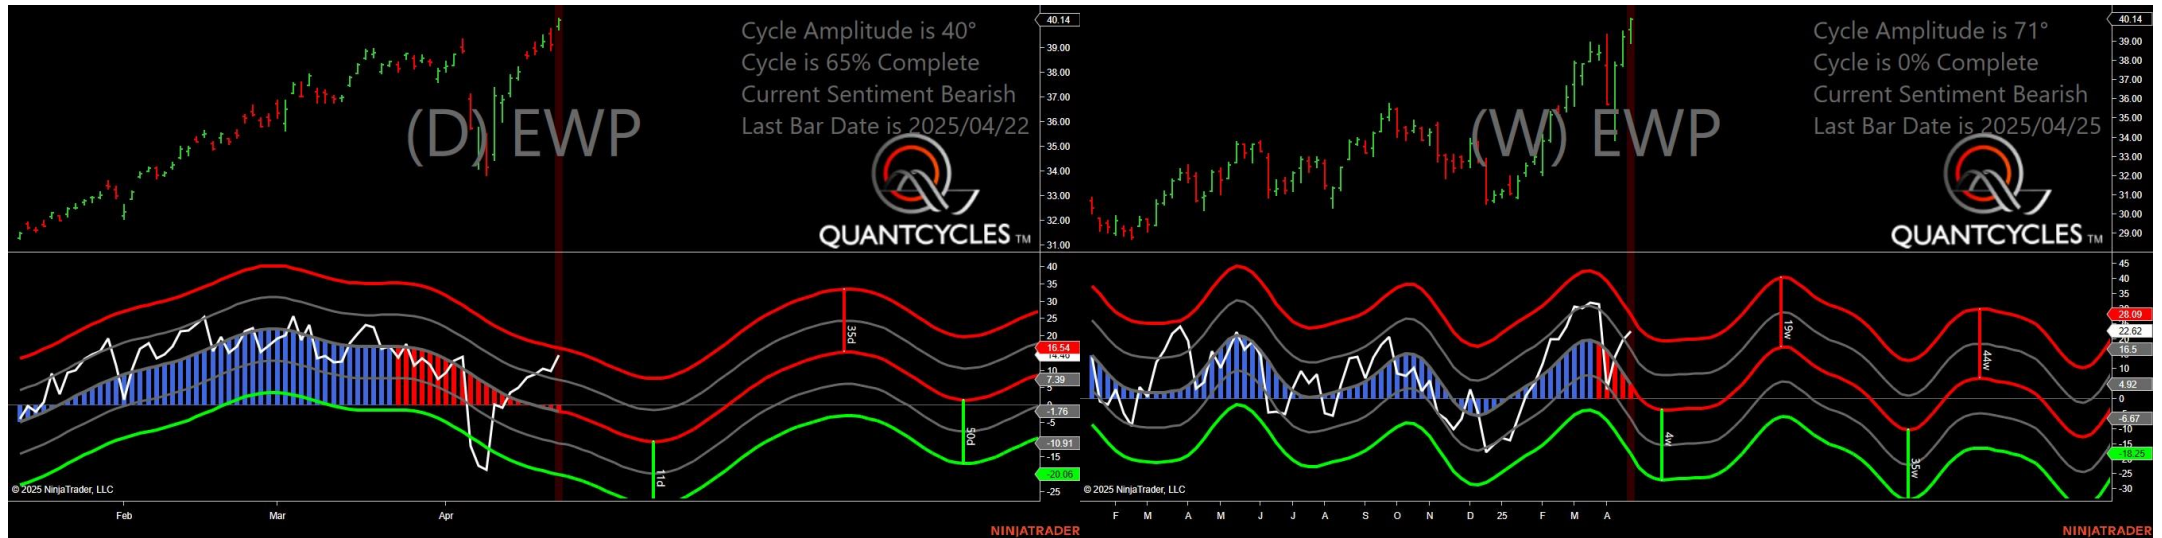 Cycle Amplitude is 40°
Cycle is 65% Complete
Current Sentiment Bearish
Last Bar Date is 2025/04/22
(D) EWP
QUANTCYCLES TM
40.14
39.00
38.00
37.00
36.00
35.00
34.00
33.00
32.00
31.00
40
35
30
25
20
16.54
14.40
10
7.39
5
0
-1.76
-5
-10.91
-15
-20.06
-25
35d
50d
11d
© 2025 NinjaTrader, LLC
Feb
Mar
Apr
NINJATRADER
Cycle Amplitude is 71°
Cycle is 0% Complete
Current Sentiment Bearish
Last Bar Date is 2025/04/25
(W) EWP
QUANTCYCLES TM
40.14
39.00
38.00
37.00
36.00
35.00
34.00
33.00
32.00
31.00
30.00
29.00
45
40
35
28.09
22.62
20
16.5
10
4.92
0
-6.67
-10
-15
-18.25
-25
-30
19w
44w
4w
35w
© 2025 NinjaTrader, LLC
F M A M J J A S O N D 25 F M A
NINJATRADER